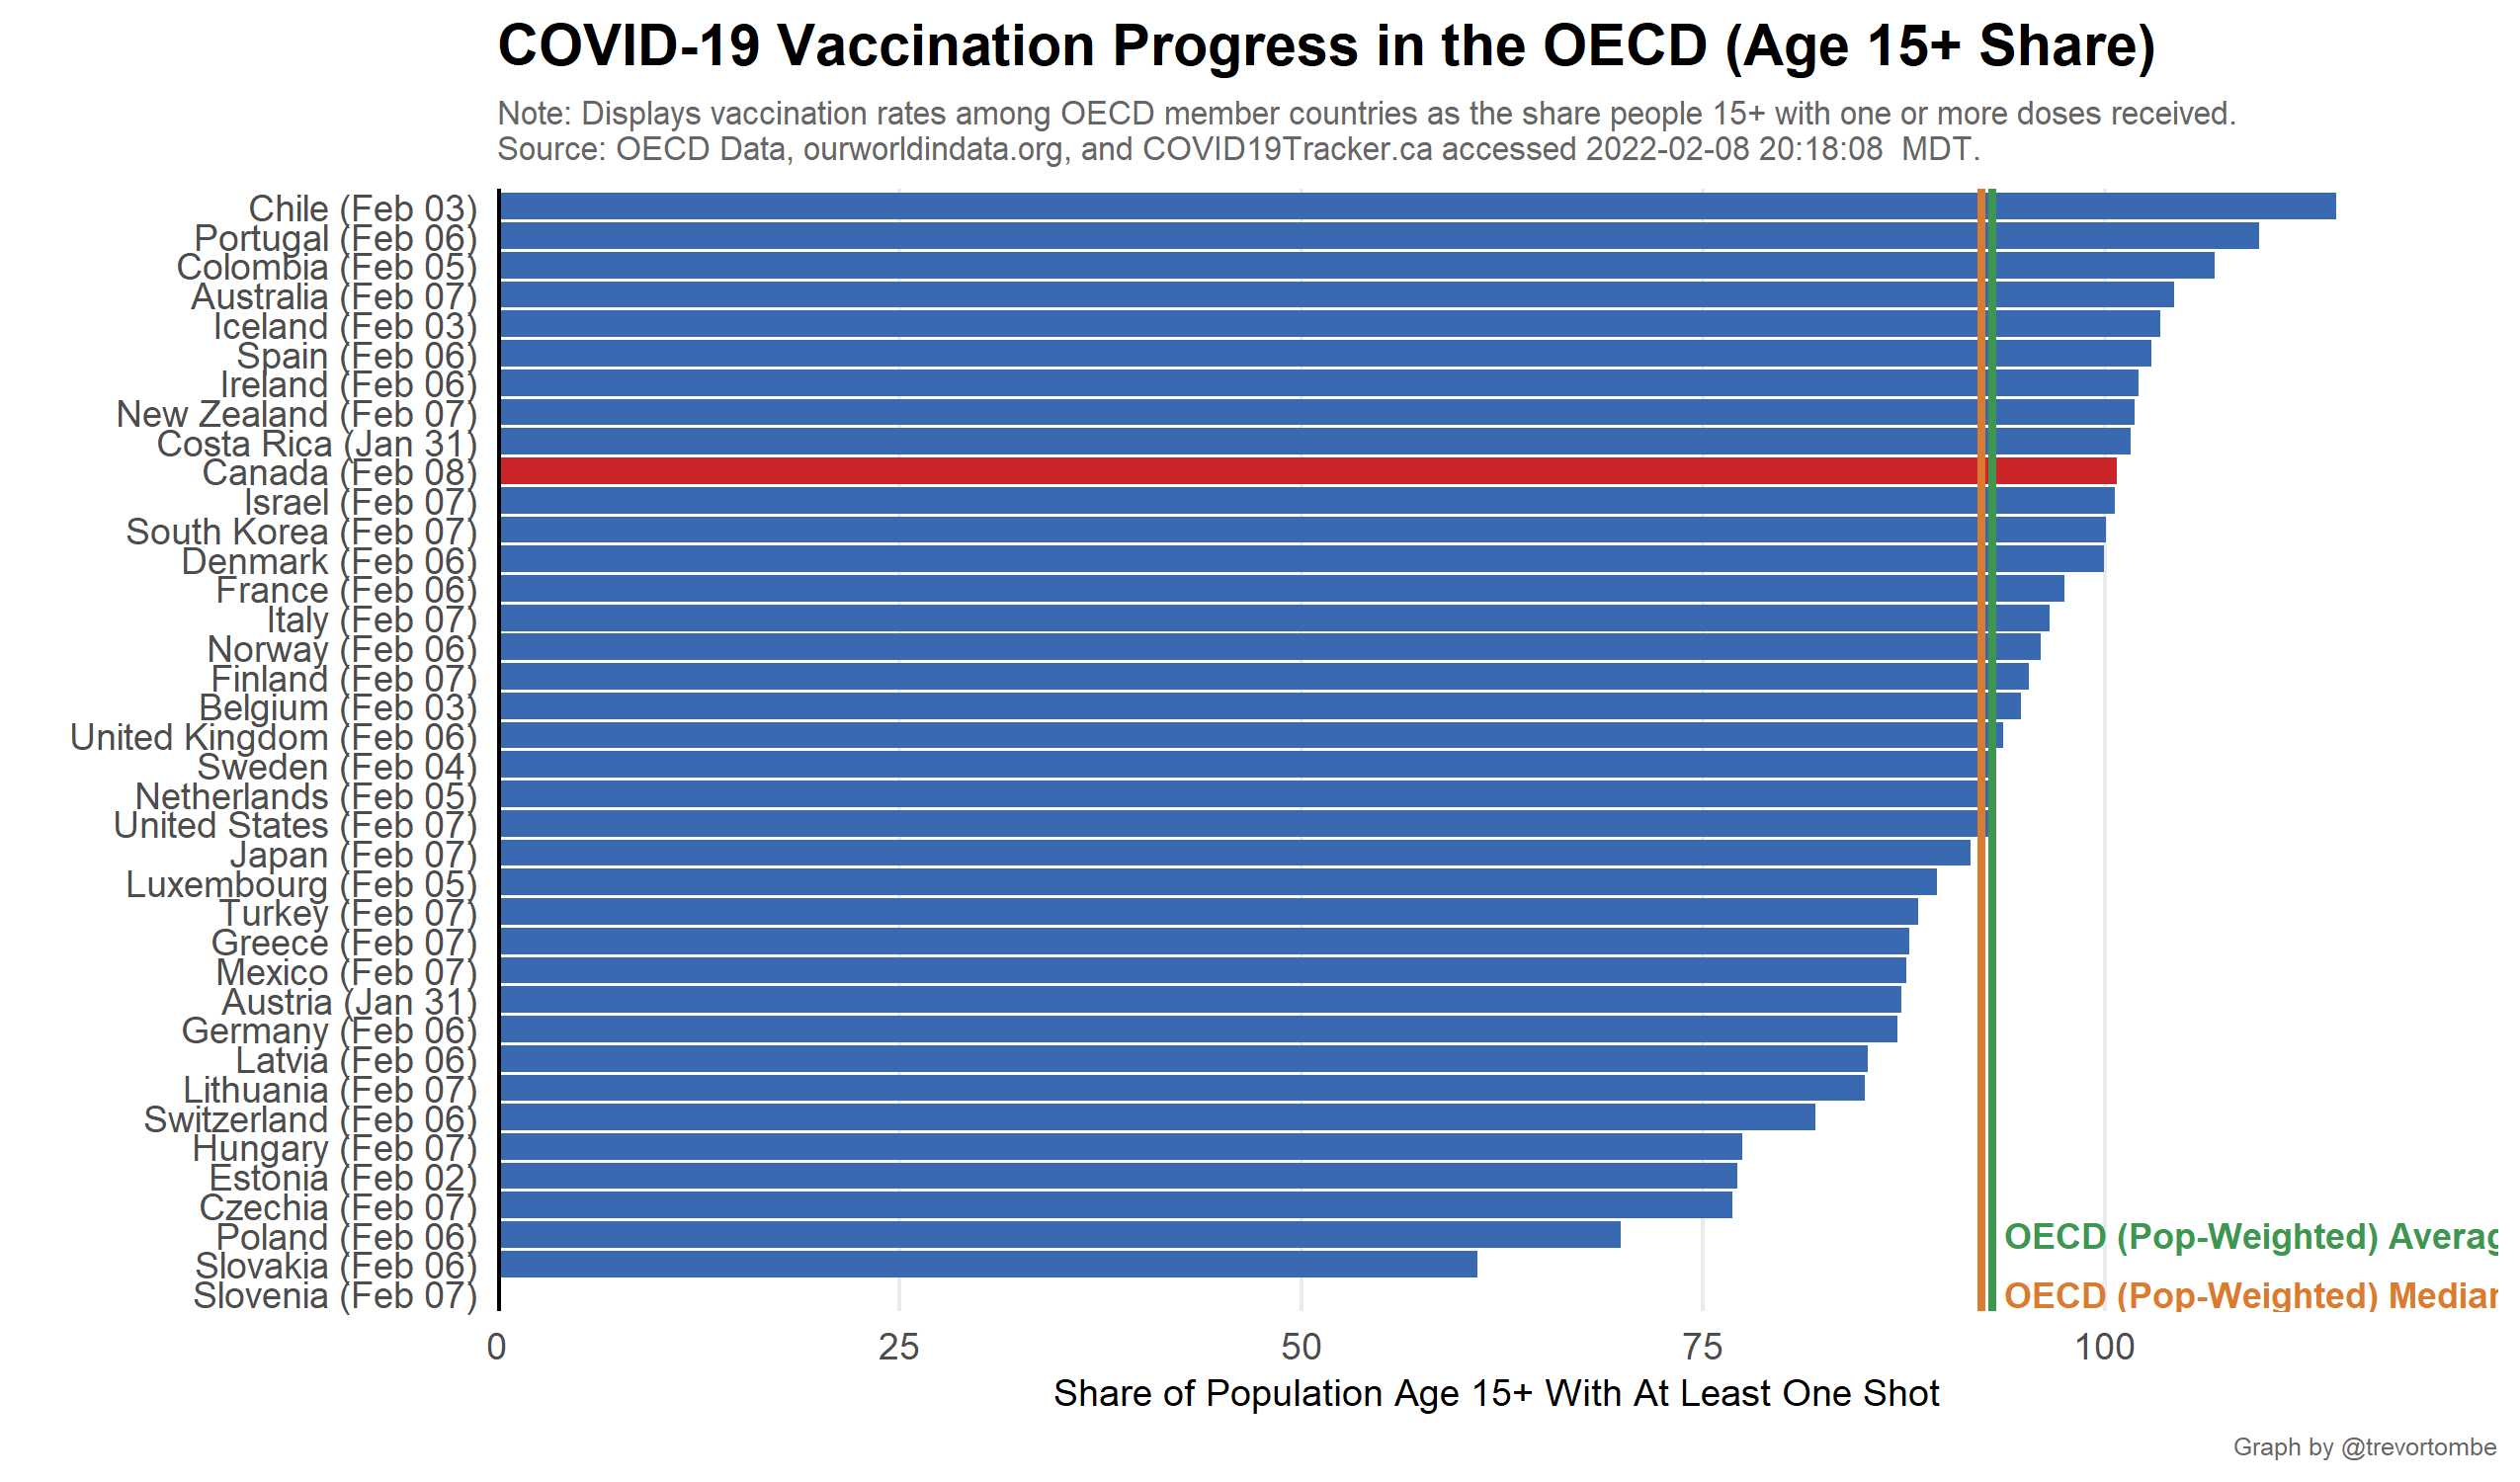 COVID-19 Vaccination Progress in the OECD (Age 15+ Share)
Note: Displays vaccination rates among OECD member countries as the share people 15+ with one or more doses received.
Source: OECD Data, ourworldindata.org, and COVID19Tracker.ca accessed 2022-02-08 20:18:08  MDT.
Chile (Feb 03)
Portugal (Feb 06)
Colombia (Feb 05)
Australia (Feb 07)
Iceland (Feb 03)
Spain (Feb 06)
Ireland (Feb 06)
New Zealand (Feb 07)
Costa Rica (Jan 31)
Canada (Feb 08)
Israel (Feb 07)
South Korea (Feb 07)
Denmark (Feb 06)
France (Feb 06)
Italy (Feb 07)
Norway (Feb 06)
Finland (Feb 07)
Belgium (Feb 03)
United Kingdom (Feb 06)
Sweden (Feb 04)
Netherlands (Feb 05)
United States (Feb 07)
Japan (Feb 07)
Luxembourg (Feb 05)
Turkey (Feb 07)
Greece (Feb 07)
Mexico (Feb 07)
Austria (Jan 31)
Germany (Feb 06)
Latvia (Feb 06)
Lithuania (Feb 07)
Switzerland (Feb 06)
Hungary (Feb 07)
Estonia (Feb 02)
Czechia (Feb 07)
Poland (Feb 06)
Slovakia (Feb 06)
Slovenia (Feb 07)
OECD (Pop-Weighted) Averag
OECD (Pop-Weighted) Median
0 25 50 75 100
Share of Population Age 15+ With At Least One Shot
Graph by @trevortombe